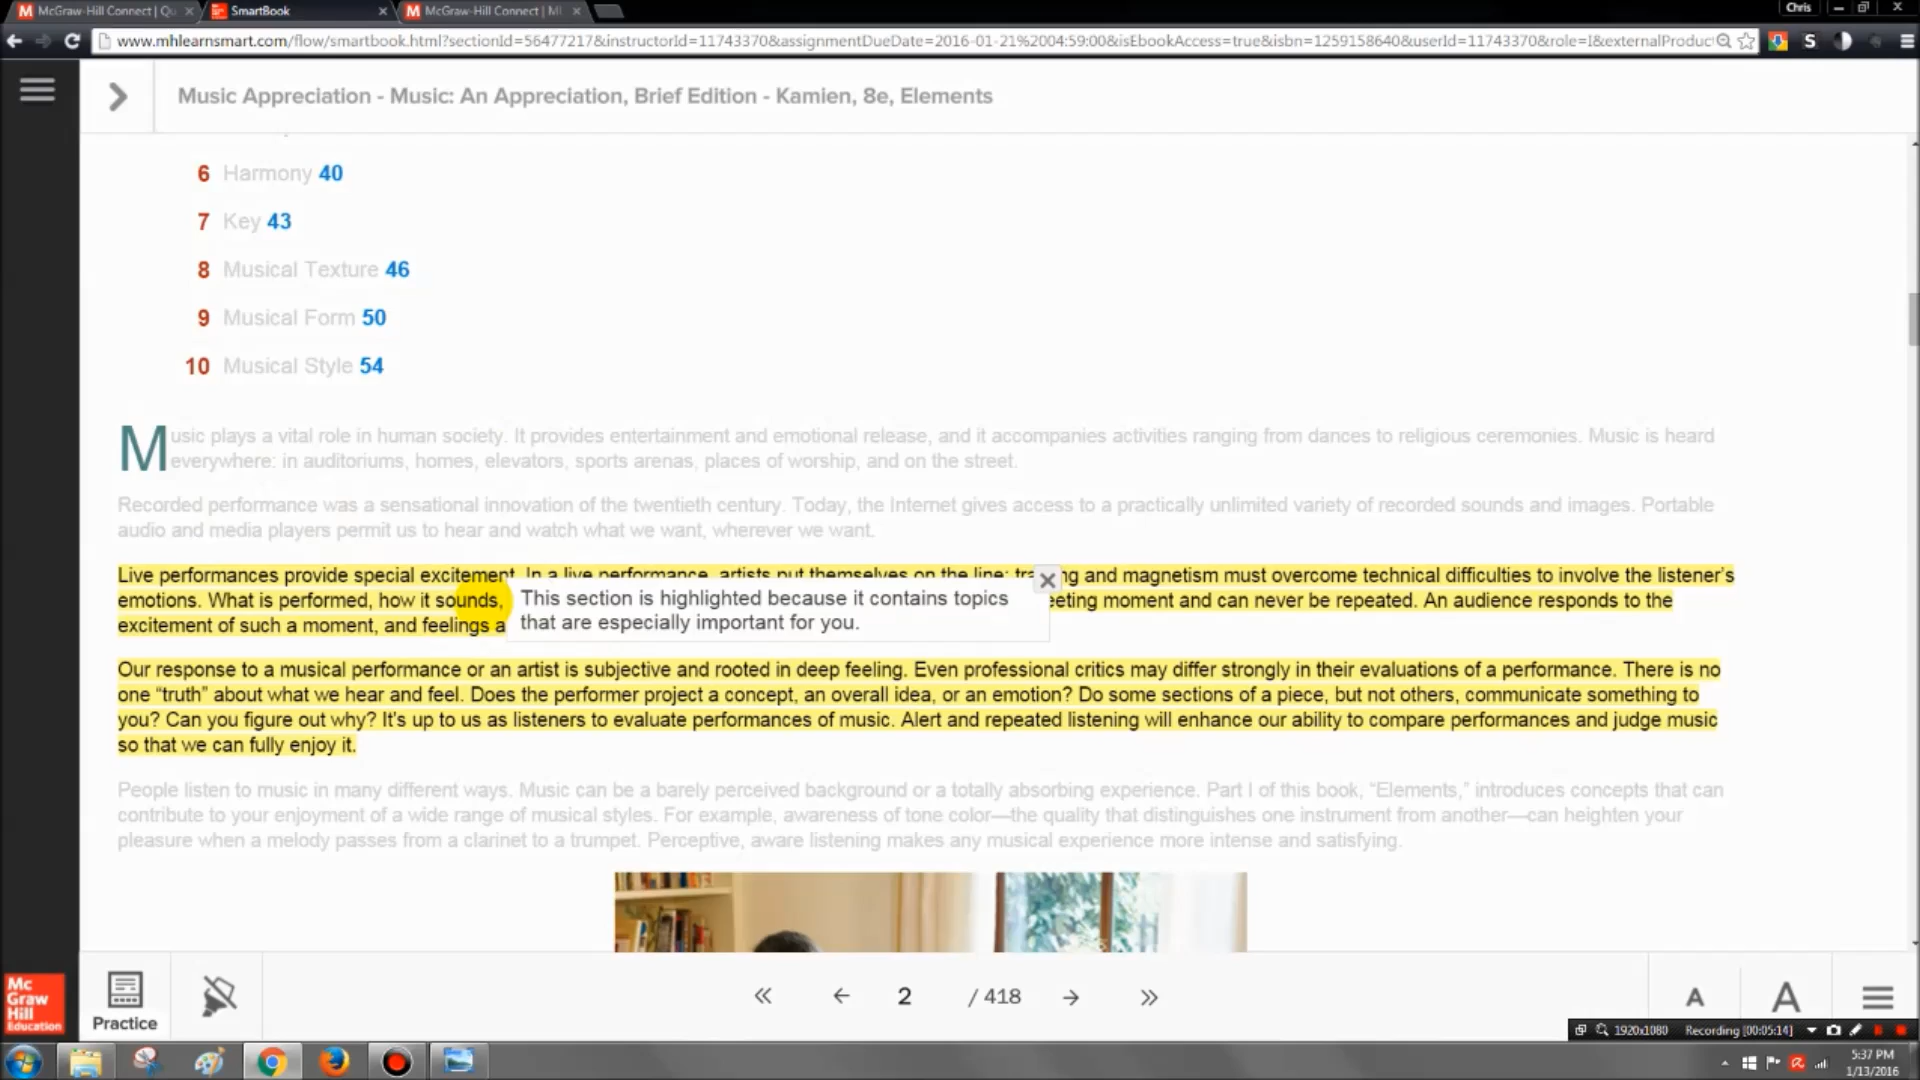 McGraw-Hill Connect | Qu
SmartBook
McGraw-Hill Connect | M
Chris
www.mhlearnsmart.com/flow/smartbook.html?sectionId=56477217&instructorId=11743370&assignmentDueDate=2016-01-21%2004:59:00&isEbookAccess=true&isbn=1259158640&userId=11743370&role=I&externalProduc
Music Appreciation - Music: An Appreciation, Brief Edition - Kamien, 8e, Elements
6 Harmony 40
7 Key 43
8 Musical Texture 46
9 Musical Form 50
10 Musical Style 54
Music plays a vital role in human society. It provides entertainment and emotional release, and it accompanies activities ranging from dances to religious ceremonies. Music is heard
everywhere: in auditoriums, homes, elevators, sports arenas, places of worship, and on the street.
Recorded performance was a sensational innovation of the twentieth century. Today, the Internet gives access to a practically unlimited variety of recorded sounds and images. Portable
audio and media players permit us to hear and watch what we want, wherever we want.
Live performances provide special excitement. In a live performance, artists put themselves on the line; tra ng and magnetism must overcome technical difficulties to involve the listener's
emotions. What is performed, how it sounds, eeting moment and can never be repeated. An audience responds to the
excitement of such a moment, and feelings a
This section is highlighted because it contains topics
that are especially important for you.
Our response to a musical performance or an artist is subjective and rooted in deep feeling. Even professional critics may differ strongly in their evaluations of a performance. There is no
one “truth” about what we hear and feel. Does the performer project a concept, an overall idea, or an emotion? Do some sections of a piece, but not others, communicate something to
you? Can you figure out why? It's up to us as listeners to evaluate performances of music. Alert and repeated listening will enhance our ability to compare performances and judge music
so that we can fully enjoy it.
People listen to music in many different ways. Music can be a barely perceived background or a totally absorbing experience. Part I of this book, “Elements,” introduces concepts that can
contribute to your enjoyment of a wide range of musical styles. For example, awareness of tone color—the quality that distinguishes one instrument from another—can heighten your
pleasure when a melody passes from a clarinet to a trumpet. Perceptive, aware listening makes any musical experience more intense and satisfying.
Mc
Graw
Hill
Education
Practice
2 / 418
A
A
1920x1080 Recording [00:05:14]
5:37 PM
1/13/2016